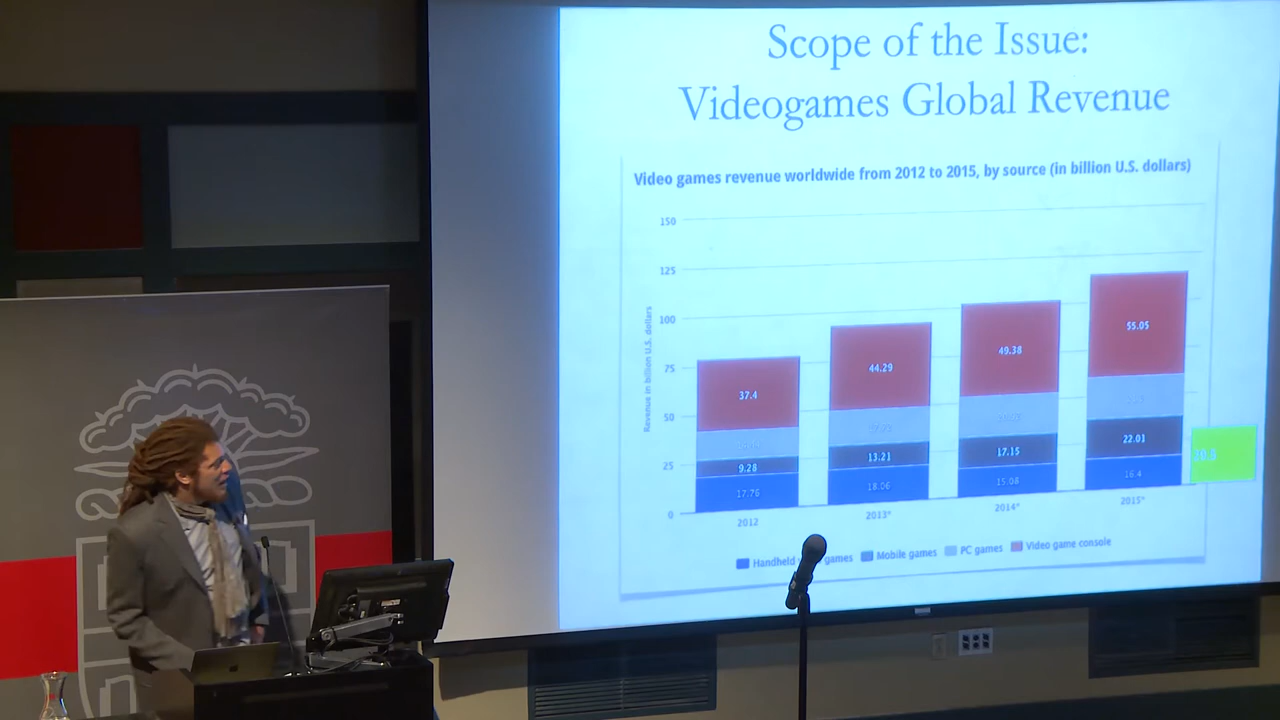 Scope of the Issue:
Videogames Global Revenue
Video games revenue worldwide from 2012 to 2015, by source (in billion U.S. dollars)
Revenue in billion U.S. dollars
150
125
100
75
50
25
0
37.4
9.28
17.76
44.29
13.21
18.06
49.38
17.15
15.08
55.05
22.01
16.4
2012
2013*
2014*
2015*
Handheld games
Mobile games
PC games
Video game console